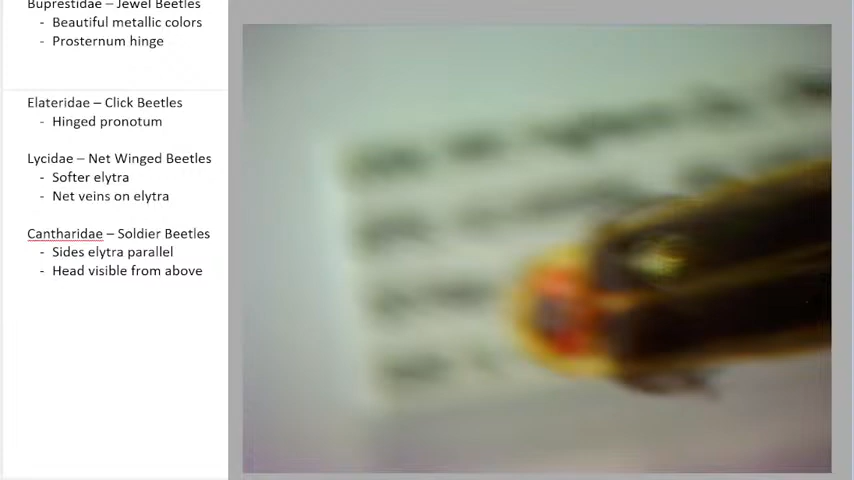 Buprestidae – Jewel Beetles
- Beautiful metallic colors
- Prosternum hinge
Elateridae – Click Beetles
- Hinged pronotum
Lycidae – Net Winged Beetles
- Softer elytra
- Net veins on elytra
Cantharidae – Soldier Beetles
- Sides elytra parallel
- Head visible from above